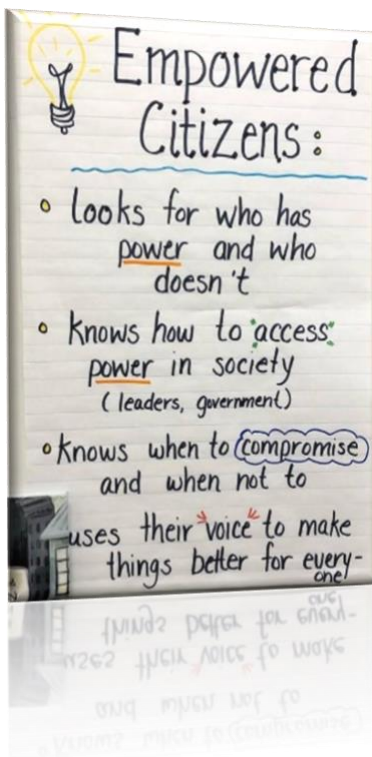 Empowered
Citizens:
• looks for who has
power and who
doesn't
• knows how to "access"
power in society
(leaders, government)
• knows when to compromise
and when not to
uses their "voice" to make
things better for every-
one